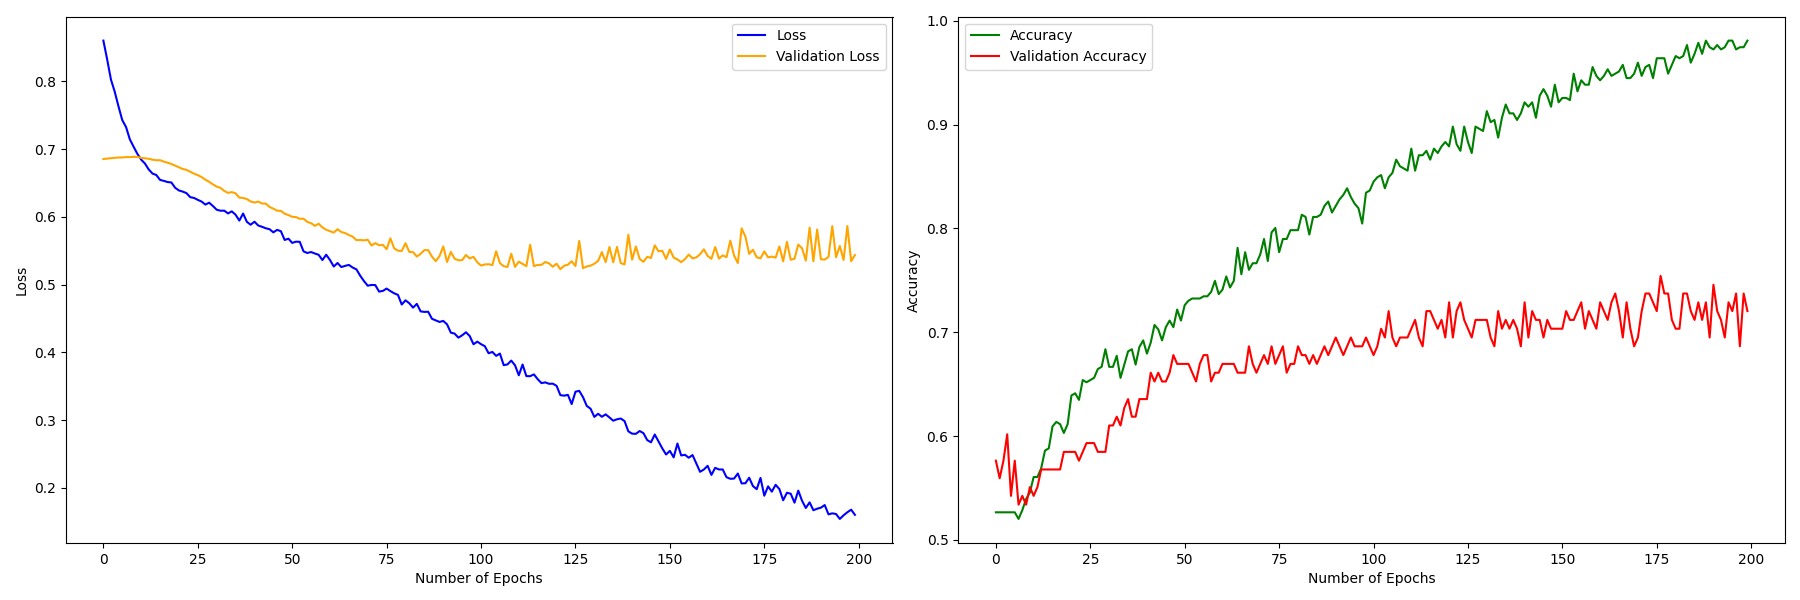 Loss
Validation Loss
0.8
0.7
0.6
0.5
0.4
0.3
0.2
Loss
0 25 50 75 100 125 150 175 200
Number of Epochs
Accuracy
Validation Accuracy
1.0
0.9
0.8
0.7
0.6
0.5
Accuracy
0 25 50 75 100 125 150 175 200
Number of Epochs